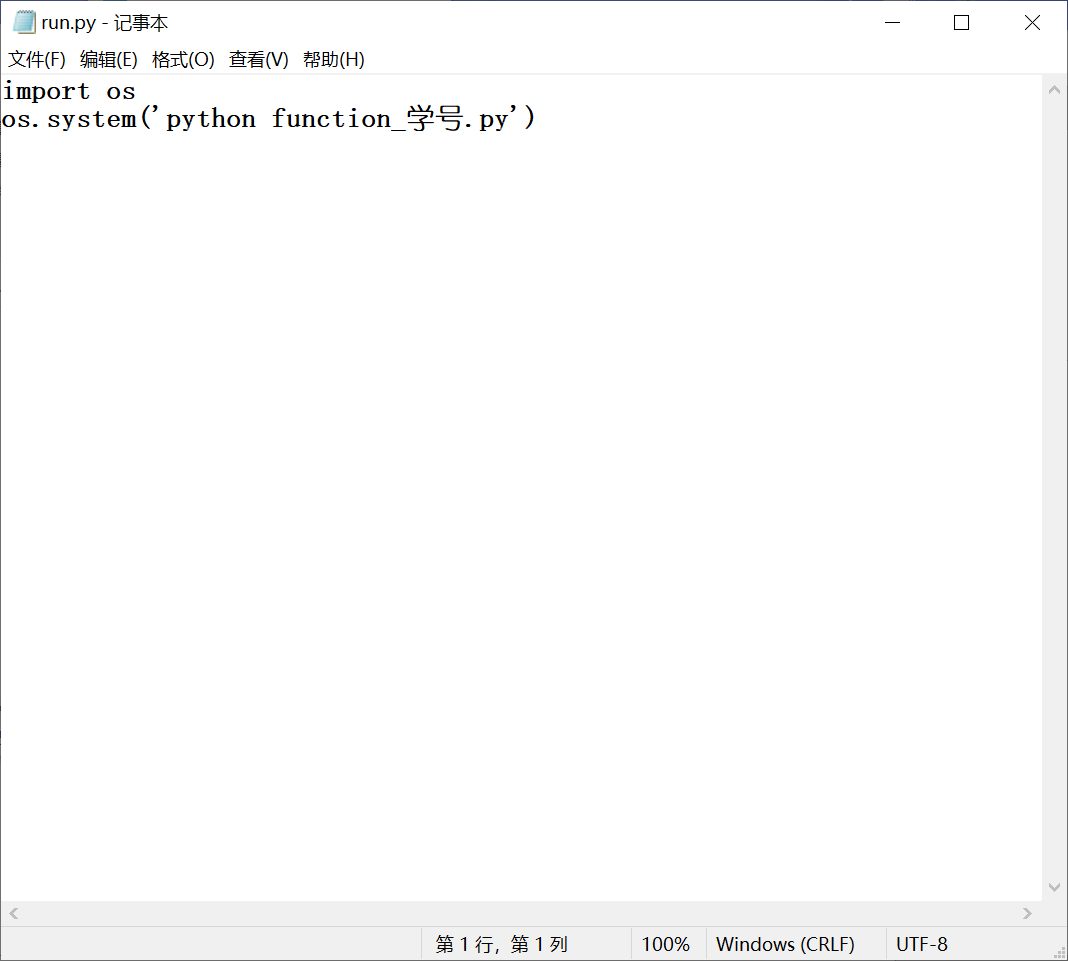 run.py - 记事本
文件(F) 编辑(E) 格式(O) 查看(V) 帮助(H)
import os
os.system('python function_学号.py')
第 1 行，第 1 列 100% Windows (CRLF) UTF-8